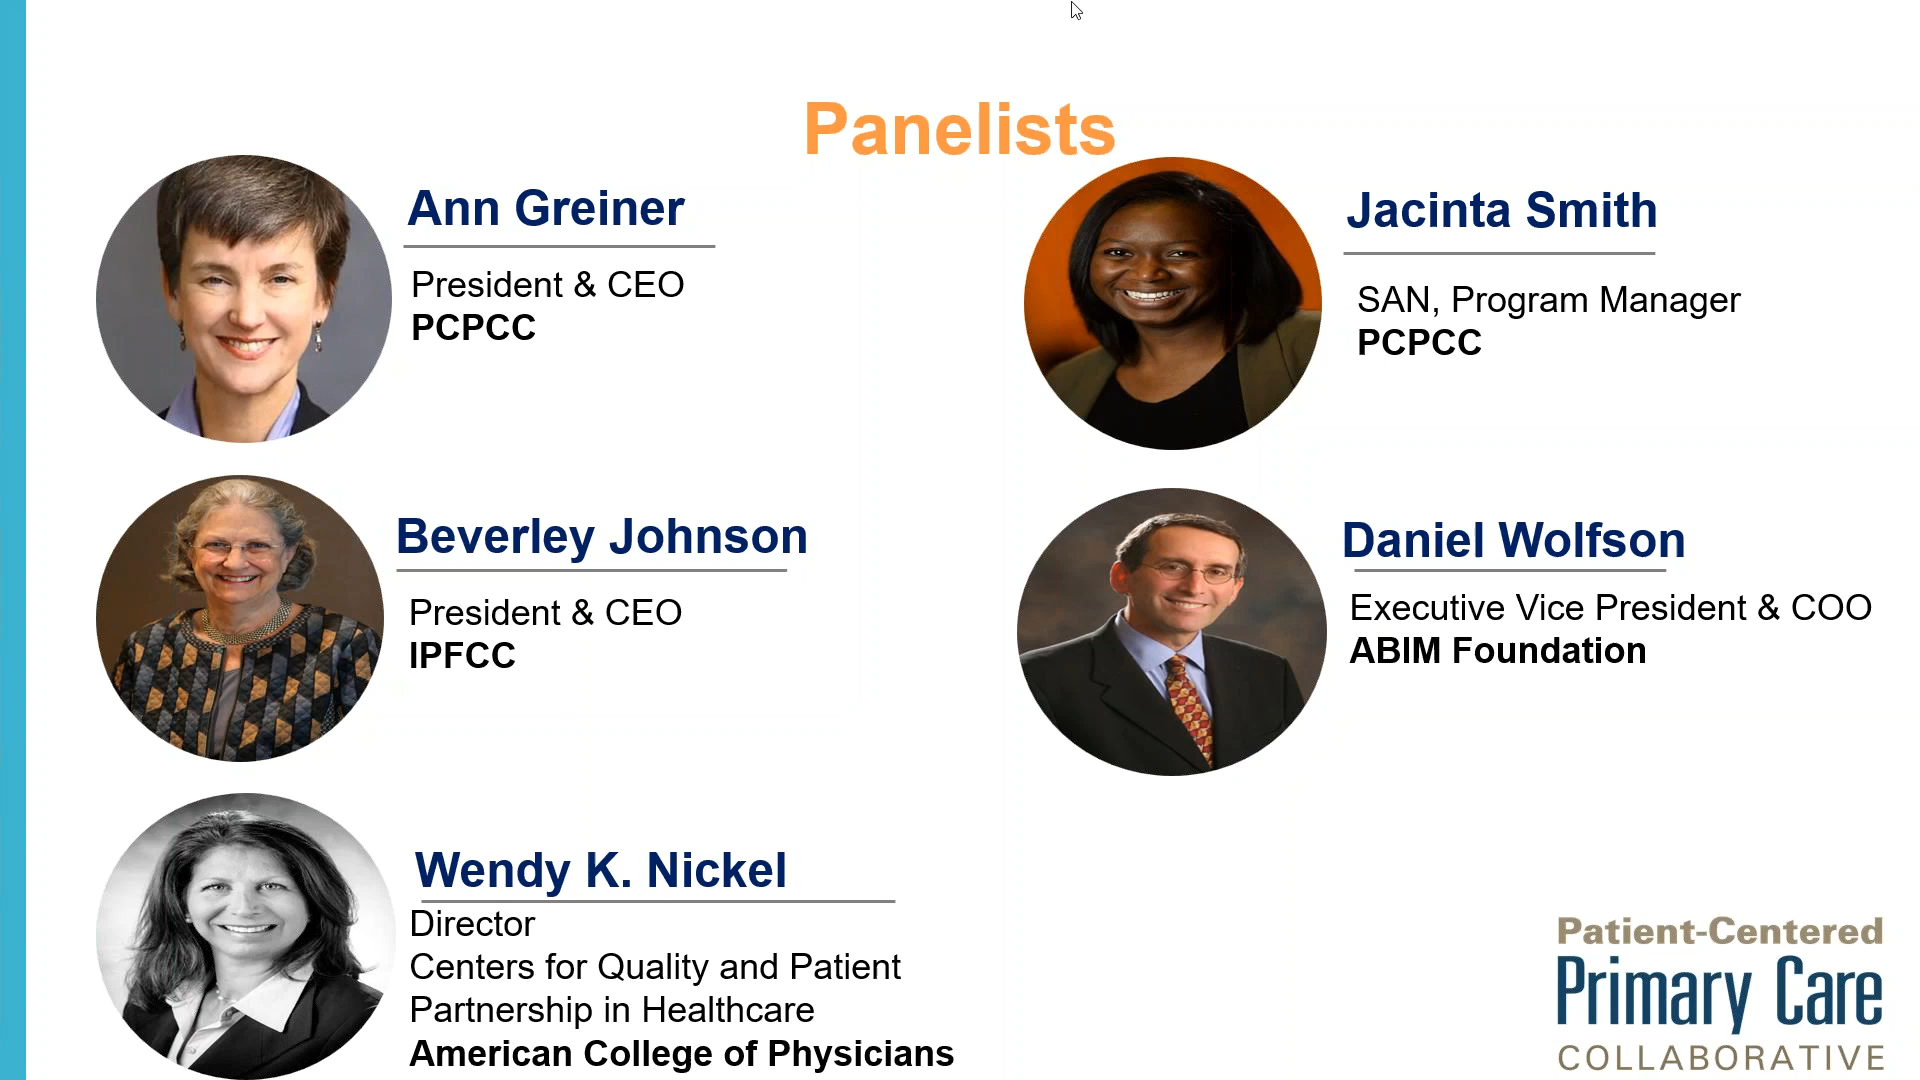 Panelists
Ann Greiner
President & CEO
PCPCC
Jacinta Smith
SAN, Program Manager
PCPCC
Beverley Johnson
President & CEO
IPFCC
Daniel Wolfson
Executive Vice President & COO
ABIM Foundation
Wendy K. Nickel
Director
Centers for Quality and Patient
Partnership in Healthcare
American College of Physicians
Patient-Centered
Primary Care
COLLABORATIVE